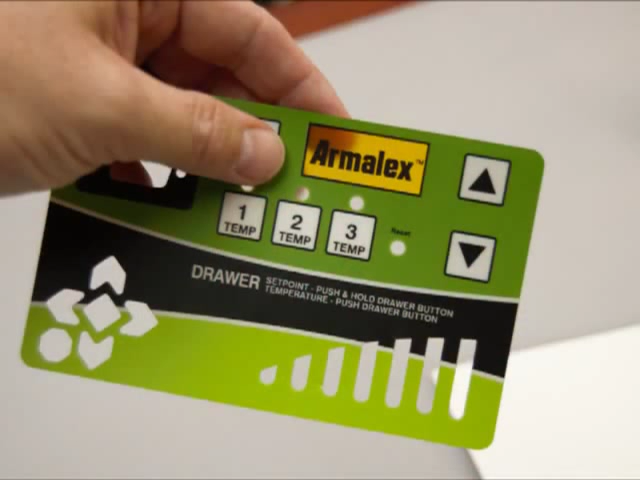 Armalex™
1 TEMP
2 TEMP
3 TEMP
Reset
DRAWER
SETPOINT - PUSH & HOLD DRAWER BUTTON
TEMPERATURE - PUSH DRAWER BUTTON